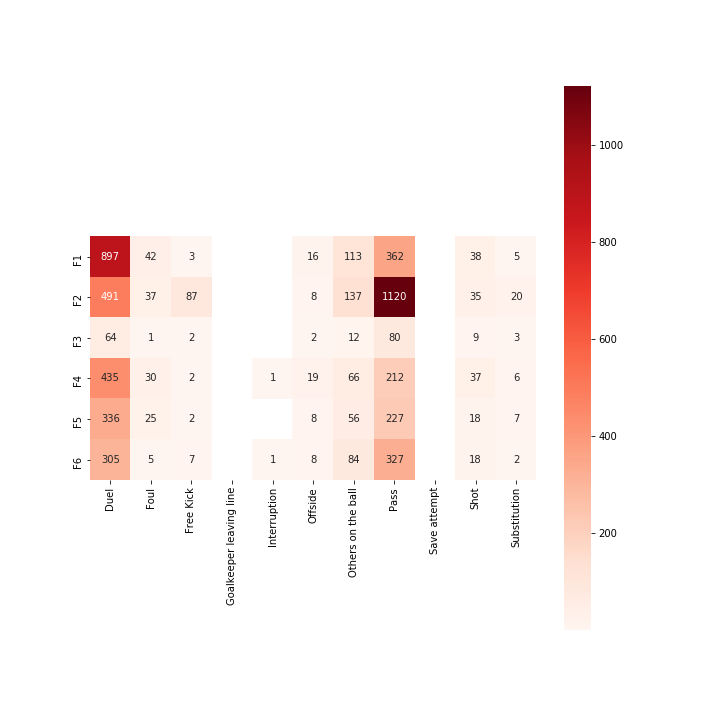 1000
800
600
400
200
F1 897 42 3 16 113 362 38 5
F2 491 37 87 8 137 1120 35 20
F3 64 1 2 2 12 80 9 3
F4 435 30 2 1 19 66 212 37 6
F5 336 25 2 8 56 227 18 7
F6 305 5 7 1 8 84 327 18 2
Duel
Foul
Free Kick
Goalkeeper leaving line
Interruption
Offside
Others on the ball
Pass
Save attempt
Shot
Substitution